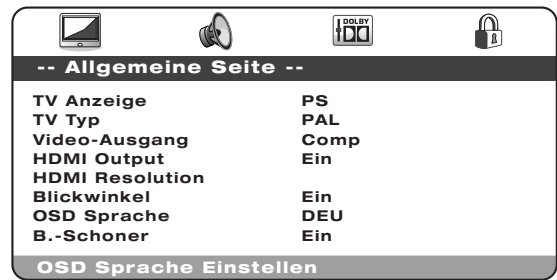 DOLBY
-- Allgemeine Seite --
TV Anzeige PS
TV Typ PAL
Video-Ausgang Comp
HDMI Output Ein
HDMI Resolution
Blickwinkel Ein
OSD Sprache DEU
B.-Schoner Ein
OSD Sprache Einstellen